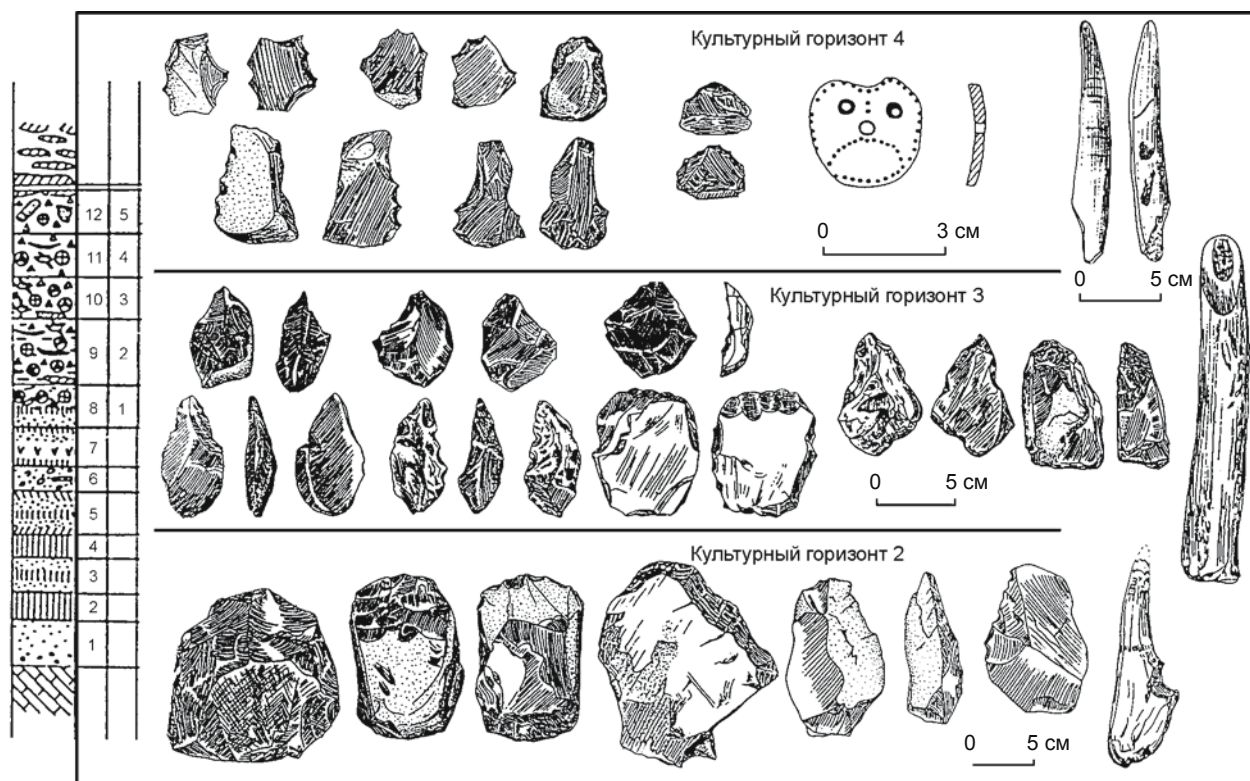 Культурный горизонт 4
0 3 см
0 5 см
Культурный горизонт 3
0 5 см
Культурный горизонт 2
0 5 см
12 5
11 4
10 3
9 2
8 1
7
6
5
4
3
2
1